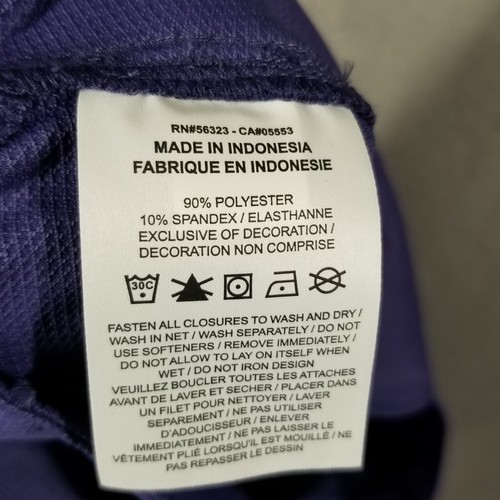 RN#56323 - CA#05553
MADE IN INDONESIA
FABRIQUE EN INDONESIE
90% POLYESTER
10% SPANDEX / ELASTHANNE
EXCLUSIVE OF DECORATION /
DECORATION NON COMPRISE
30C
FASTEN ALL CLOSURES TO WASH AND DRY /
WASH IN NET / WASH SEPARATELY / DO NOT
USE SOFTENERS / REMOVE IMMEDIATELY /
DO NOT ALLOW TO LAY ON ITSELF WHEN
WET / DO NOT IRON DESIGN
VEUILLEZ BOUCLER TOUTES LES ATTACHES
AVANT DE LAVER ET SECHER / PLACER DANS
UN FILET POUR NETTOYER / LAVER
SEPAREMENT / NE PAS UTILISER
D'ADOUCISSEUR / ENLEVER
IMMEDIATEMENT / NE PAS LAISSER LE
VÊTEMENT PLIÉ LORSQU'IL EST MOUILLÉ / NE
PAS REPASSER LE DESSIN